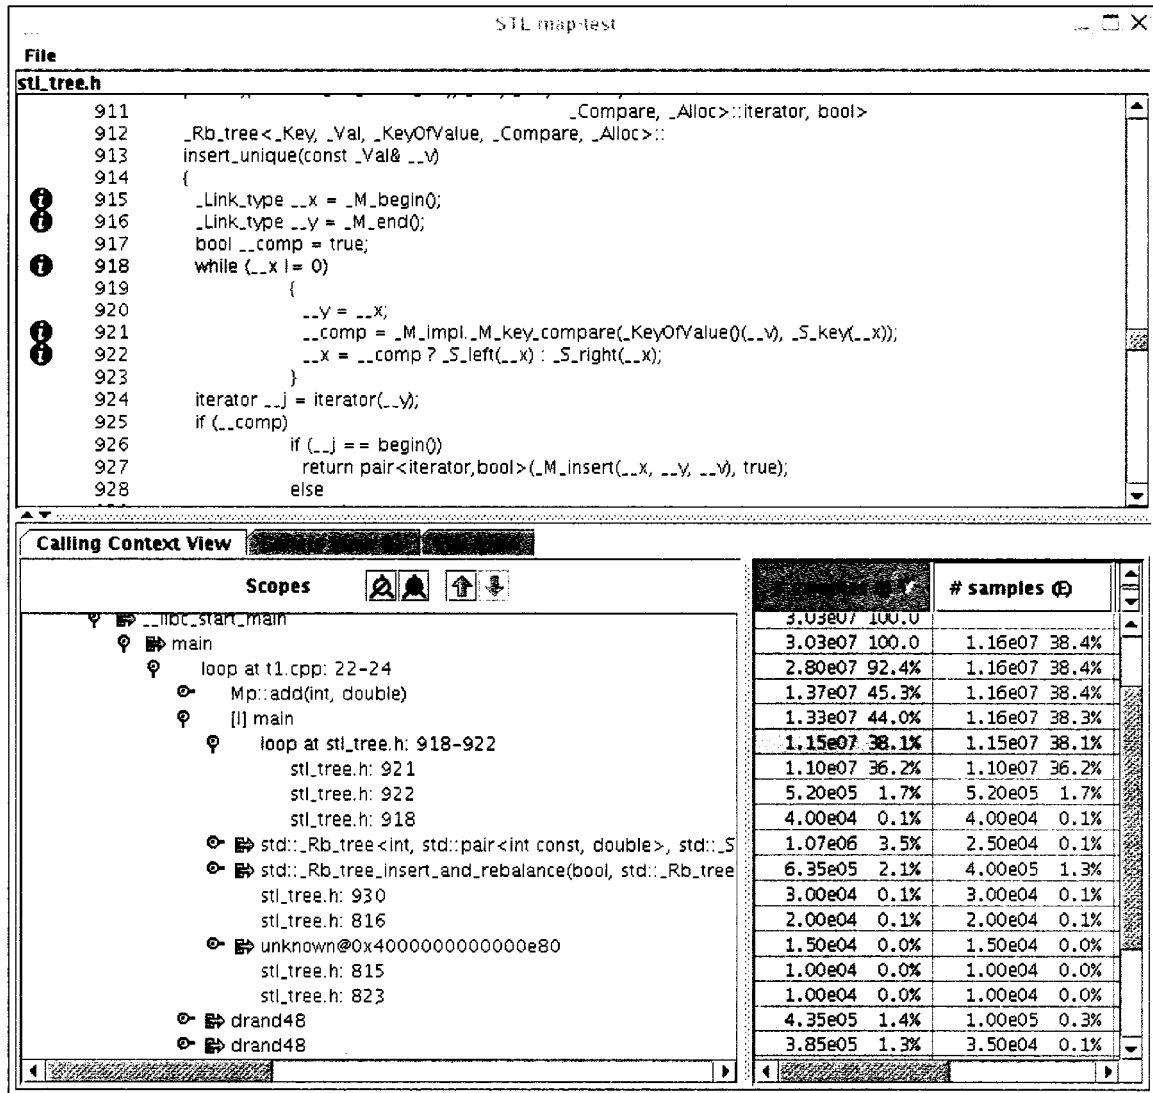 STL map-test
File
stl_tree.h
911 _Compare, _Alloc>::iterator, bool>
912 _Rb_tree<_Key, _Val, _KeyOfValue, _Compare, _Alloc>::
913 insert_unique(const _Val& __v)
914 {
915 _Link_type __x = _M_begin();
916 _Link_type __y = _M_end();
917 bool __comp = true;
918 while (__x != 0)
919 {
920 __y = __x;
921 __comp = _M_impl._M_key_compare(_KeyOfValue()(__v), _S_key(__x));
922 __x = __comp ? _S_left(__x) : _S_right(__x);
923 }
924 iterator __j = iterator(__y);
925 if (__comp)
926 if (__j == begin())
927 return pair<iterator,bool>(_M_insert(__x, __y, __v), true);
928 else
Calling Context View
Scopes # samples (E)
__libc_start_main 3.03e07 100.0
main 3.03e07 100.0 1.16e07 38.4%
loop at t1.cpp: 22-24 2.80e07 92.4% 1.16e07 38.4%
Mp::add(int, double) 1.37e07 45.3% 1.16e07 38.4%
[I] main 1.33e07 44.0% 1.16e07 38.3%
loop at stl_tree.h: 918-922 1.15e07 38.1% 1.15e07 38.1%
stl_tree.h: 921 1.10e07 36.2% 1.10e07 36.2%
stl_tree.h: 922 5.20e05 1.7% 5.20e05 1.7%
stl_tree.h: 918 4.00e04 0.1% 4.00e04 0.1%
std::_Rb_tree<int, std::pair<int const, double>, std::_S 1.07e06 3.5% 2.50e04 0.1%
std::_Rb_tree_insert_and_rebalance(bool, std::_Rb_tree 6.35e05 2.1% 4.00e05 1.3%
stl_tree.h: 930 3.00e04 0.1% 3.00e04 0.1%
stl_tree.h: 816 2.00e04 0.1% 2.00e04 0.1%
unknown@0x4000000000000e80 1.50e04 0.0% 1.50e04 0.0%
stl_tree.h: 815 1.00e04 0.0% 1.00e04 0.0%
stl_tree.h: 823 1.00e04 0.0% 1.00e04 0.0%
drand48 4.35e05 1.4% 1.00e05 0.3%
drand48 3.85e05 1.3% 3.50e04 0.1%